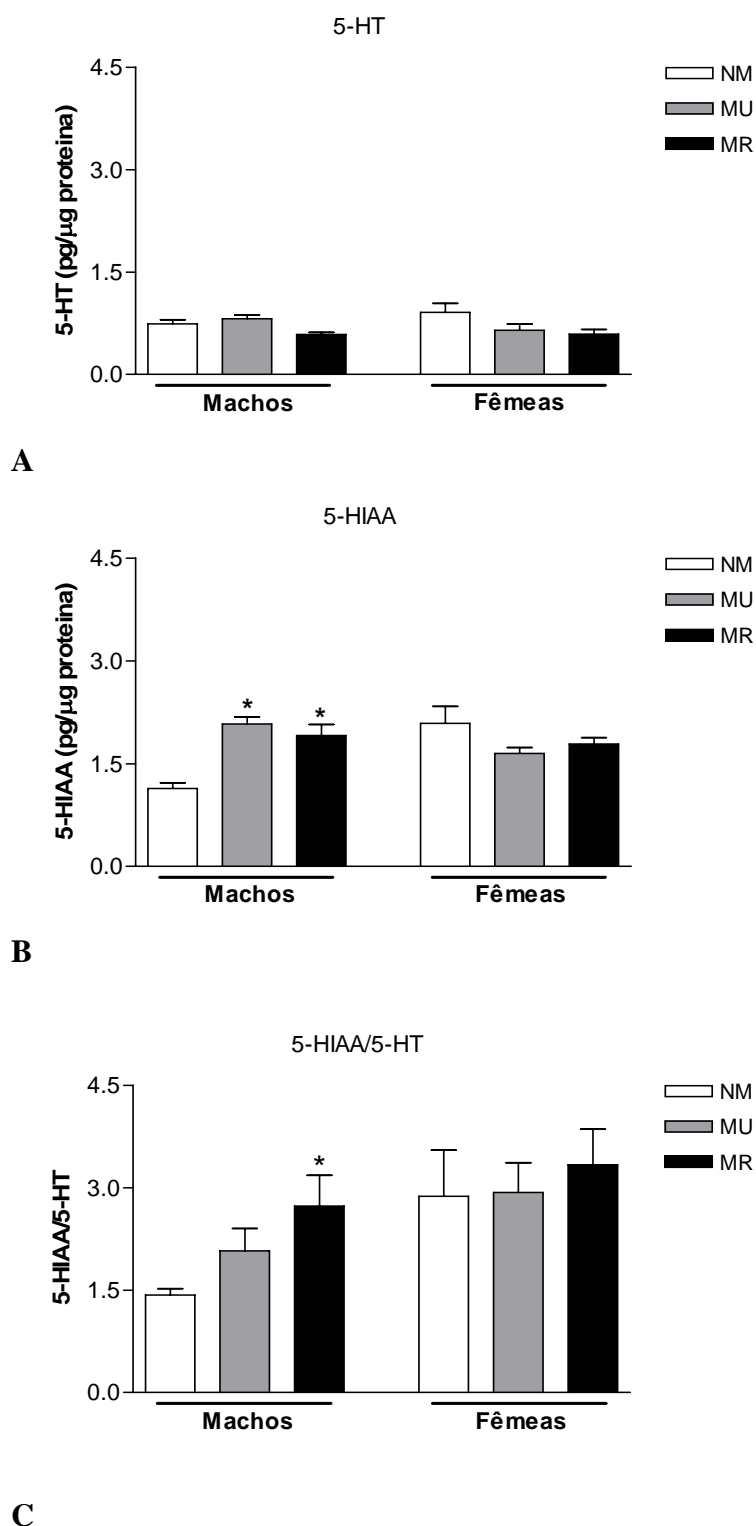 5-HT
4.5
3.0
1.5
0.0
5-HT (pg/µg proteina)
Machos
Fêmeas
NM
MU
MR
A
5-HIAA
4.5
3.0
1.5
0.0
5-HIAA (pg/µg proteina)
*
*
Machos
Fêmeas
NM
MU
MR
B
5-HIAA/5-HT
4.5
3.0
1.5
0.0
5-HIAA/5-HT
*
Machos
Fêmeas
NM
MU
MR
C